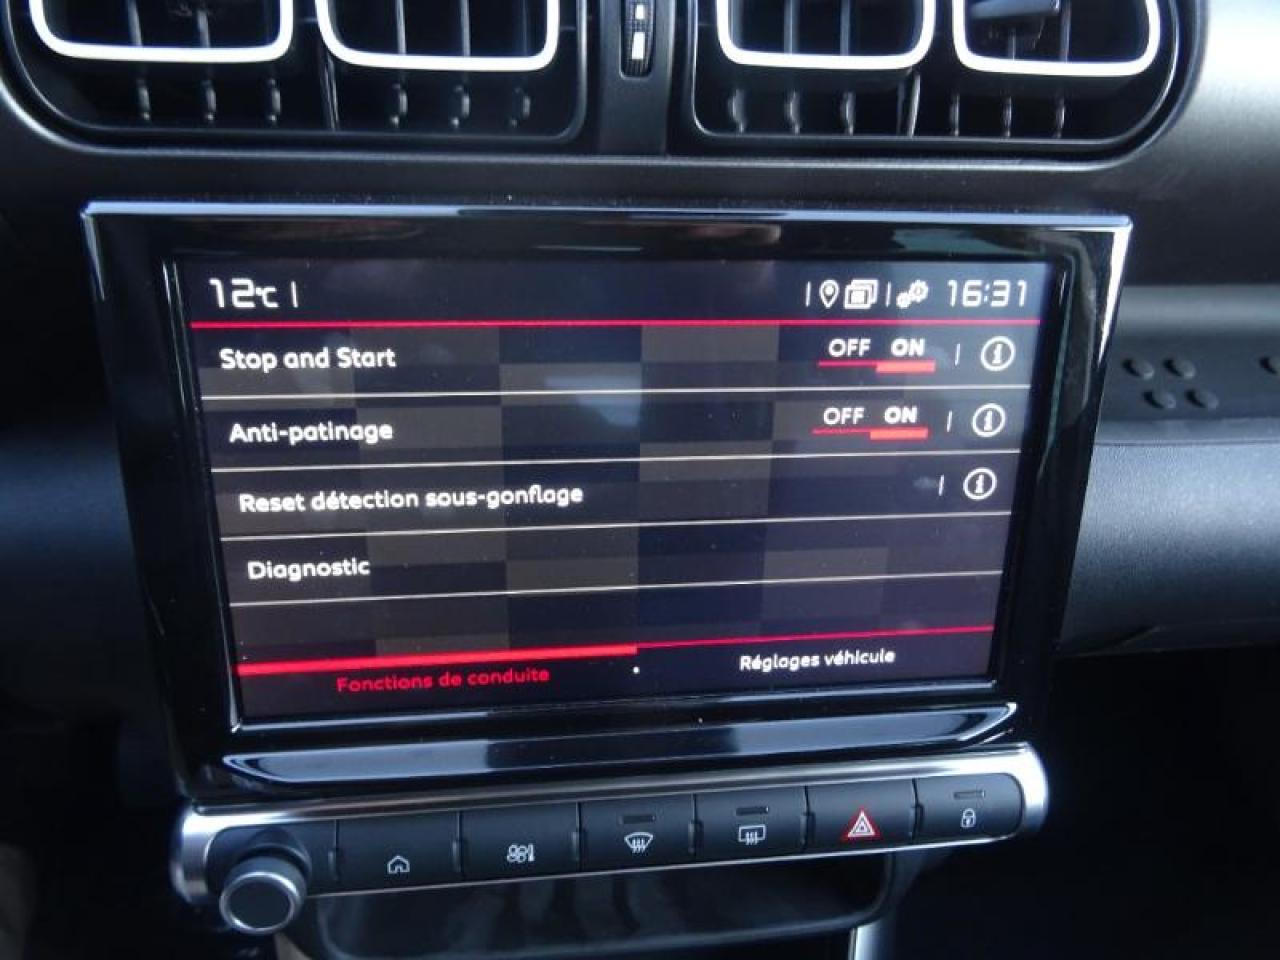 12°C 16:31
Stop and Start OFF ON
Anti-patinage OFF ON
Reset détection sous-gonflage
Diagnostic
Fonctions de conduite Réglages véhicule